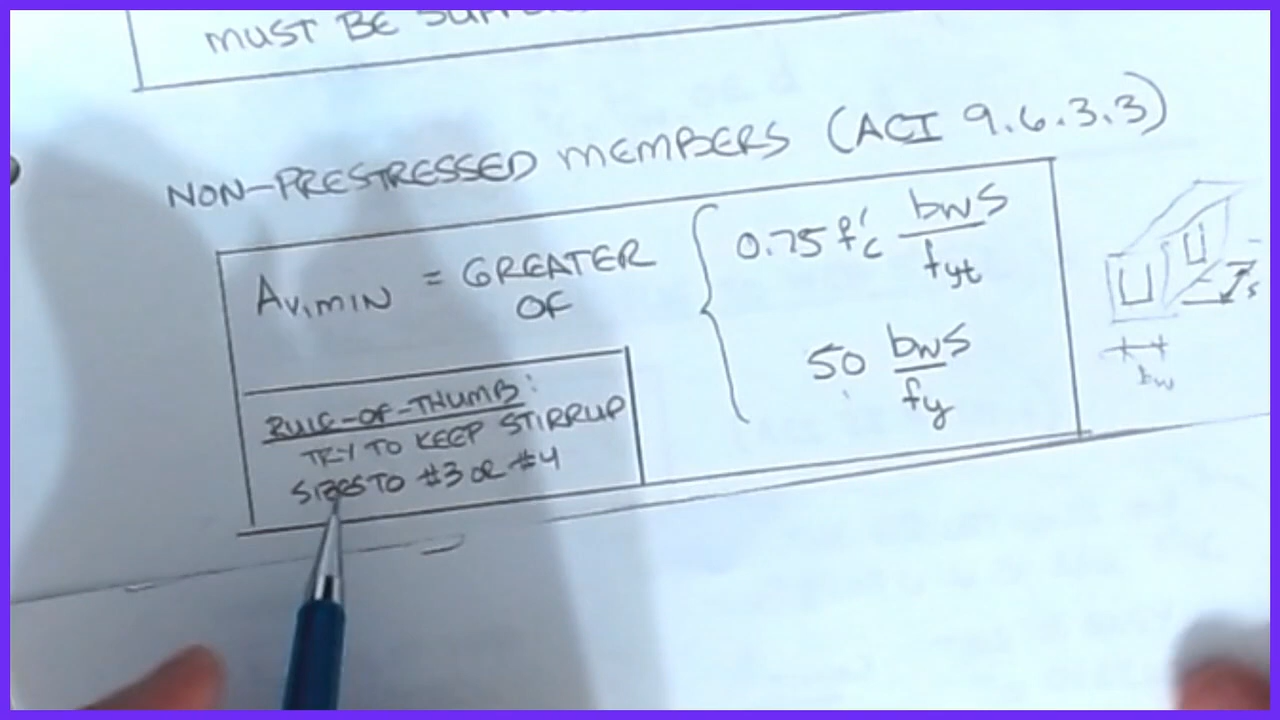 MUST BE
NON-PRESTRESSED MEMBERS (ACI 9.6.3.3)
Av,MIN = GREATER OF
0.75 f'c bws/fyt
50 bws/fy
RULE-OF-THUMB:
TRY TO KEEP STIRRUP
SIZES TO #3 OR #4
s
bw